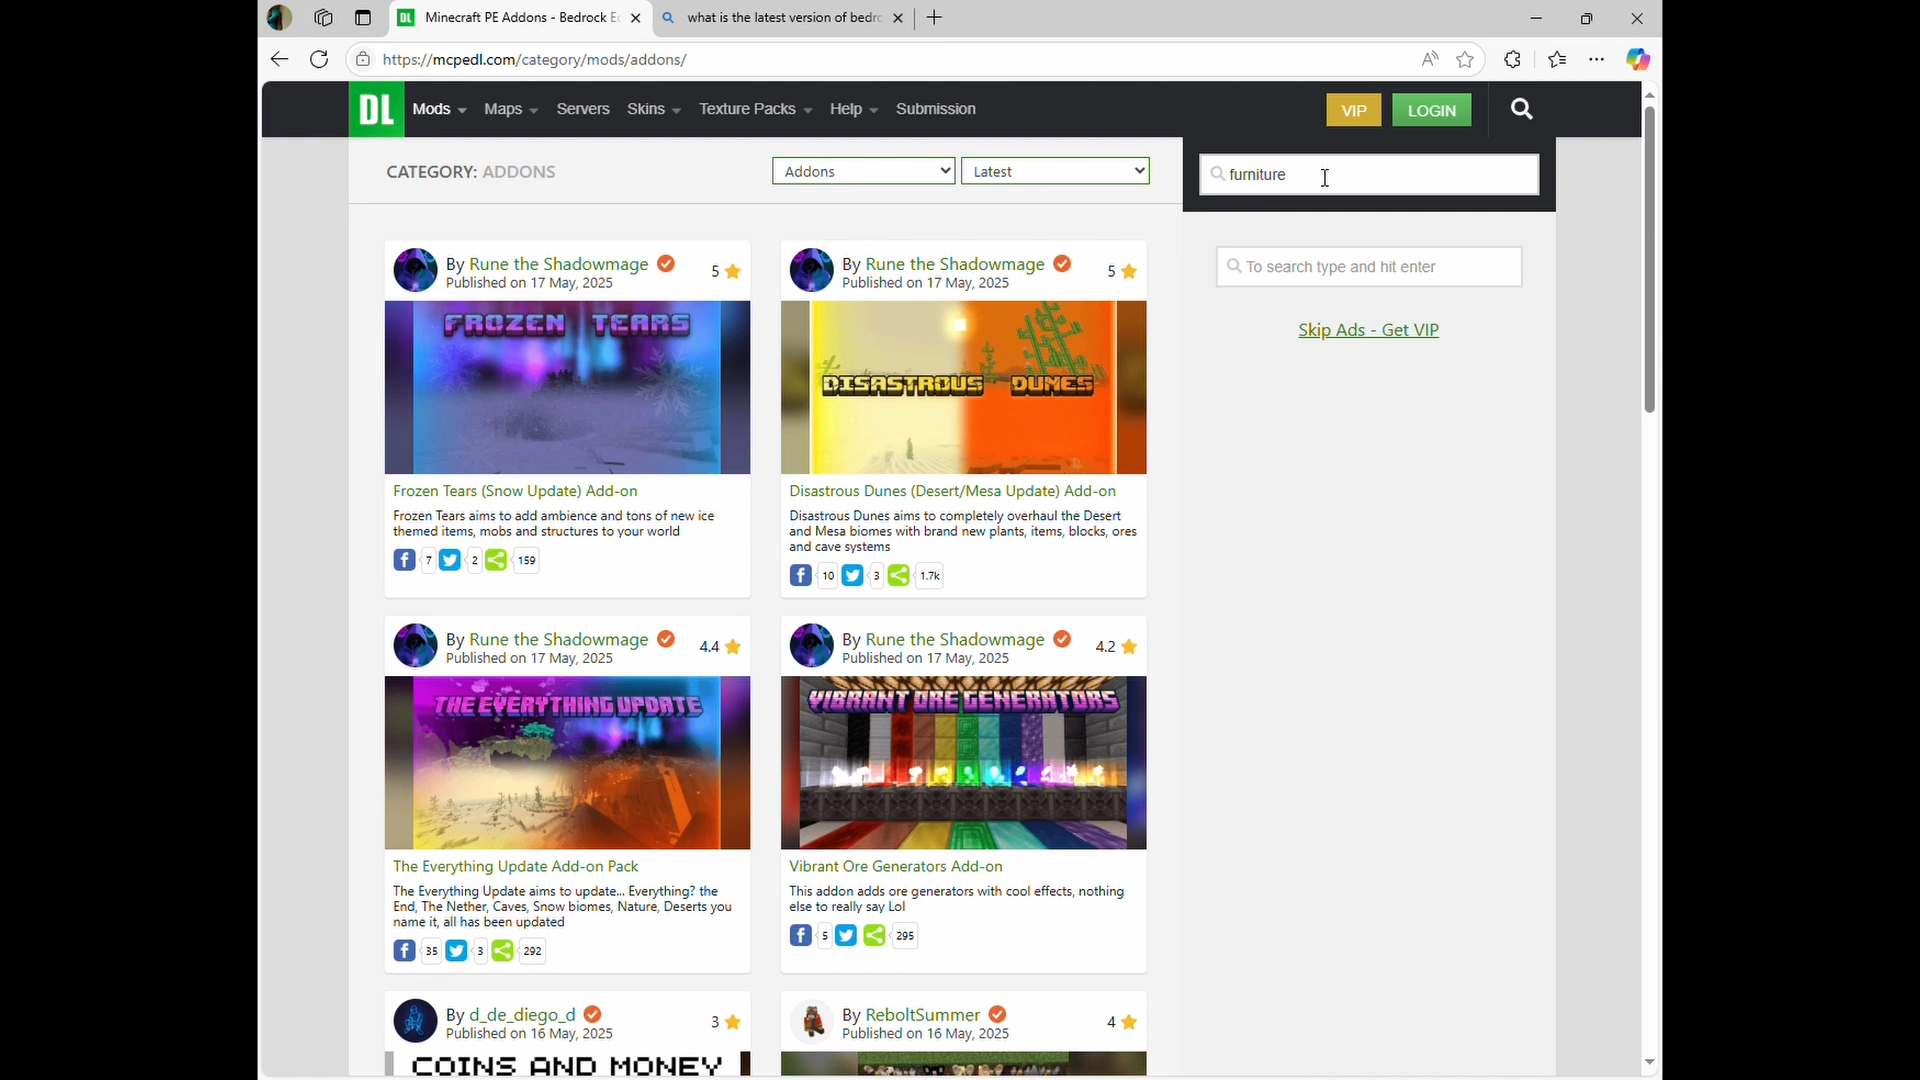 Minecraft PE Addons - Bedrock E
what is the latest version of bedr
https://mcpedl.com/category/mods/addons/
DL Mods Maps Servers Skins Texture Packs Help Submission VIP LOGIN
CATEGORY: ADDONS Addons Latest
furniture
To search type and hit enter
Skip Ads - Get VIP
By Rune the Shadowmage 5
Published on 17 May, 2025
FROZEN TEARS
Frozen Tears (Snow Update) Add-on
Frozen Tears aims to add ambience and tons of new ice
themed items, mobs and structures to your world
7 2 159
By Rune the Shadowmage 5
Published on 17 May, 2025
DISASTROUS DUNES
Disastrous Dunes (Desert/Mesa Update) Add-on
Disastrous Dunes aims to completely overhaul the Desert
and Mesa biomes with brand new plants, items, blocks, ores
and cave systems
10 3 1.7k
By Rune the Shadowmage 4.4
Published on 17 May, 2025
THE EVERYTHING UPDATE
The Everything Update Add-on Pack
The Everything Update aims to update... Everything? the
End, The Nether, Caves, Snow biomes, Nature, Deserts you
name it, all has been updated
35 3 292
By Rune the Shadowmage 4.2
Published on 17 May, 2025
VIBRANT ORE GENERATORS
Vibrant Ore Generators Add-on
This addon adds ore generators with cool effects, nothing
else to really say Lol
5 295
By d_de_diego_d 3
Published on 16 May, 2025
COINS AND MONEY
By ReboltSummer 4
Published on 16 May, 2025